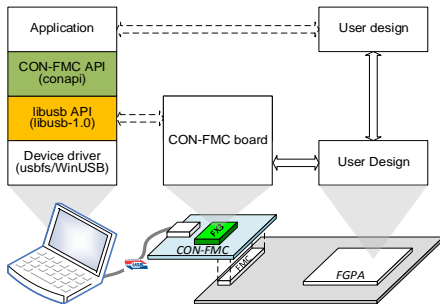 Application
User design
CON-FMC API
(conapi)
libusb API
(libusb-1.0)
CON-FMC board
Device driver
(usbfs/WinUSB)
User Design
FX3
CON-FMC
FMC
FGPA